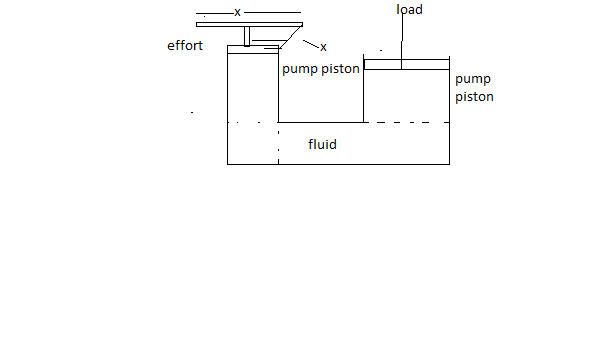 x
load
effort
x
pump piston
pump
piston
fluid